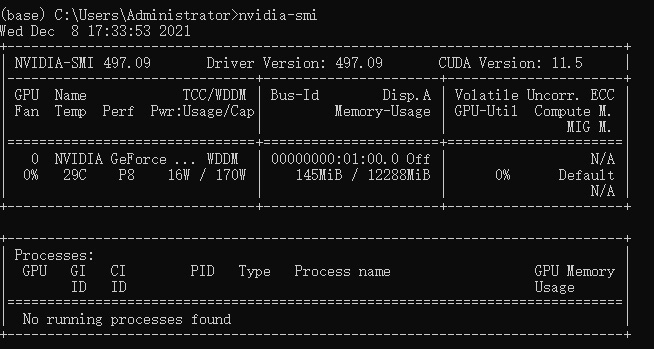 (base) C:\Users\Administrator>nvidia-smi
Wed Dec  8 17:33:53 2021
NVIDIA-SMI 497.09       Driver Version: 497.09       CUDA Version: 11.5
GPU  Name            TCC/WDDM | Bus-Id        Disp.A | Volatile Uncorr. ECC
Fan  Temp  Perf  Pwr:Usage/Cap|         Memory-Usage | GPU-Util  Compute M.
MIG M.
0  NVIDIA GeForce ...  WDDM  | 00000000:01:00.0 Off |                  N/A
0%   29C    P8    16W / 170W |    145MiB / 12288MiB |      0%      Default
N/A
Processes:
GPU   GI   CI        PID   Type   Process name                  GPU Memory
ID   ID                                                   Usage
No running processes found